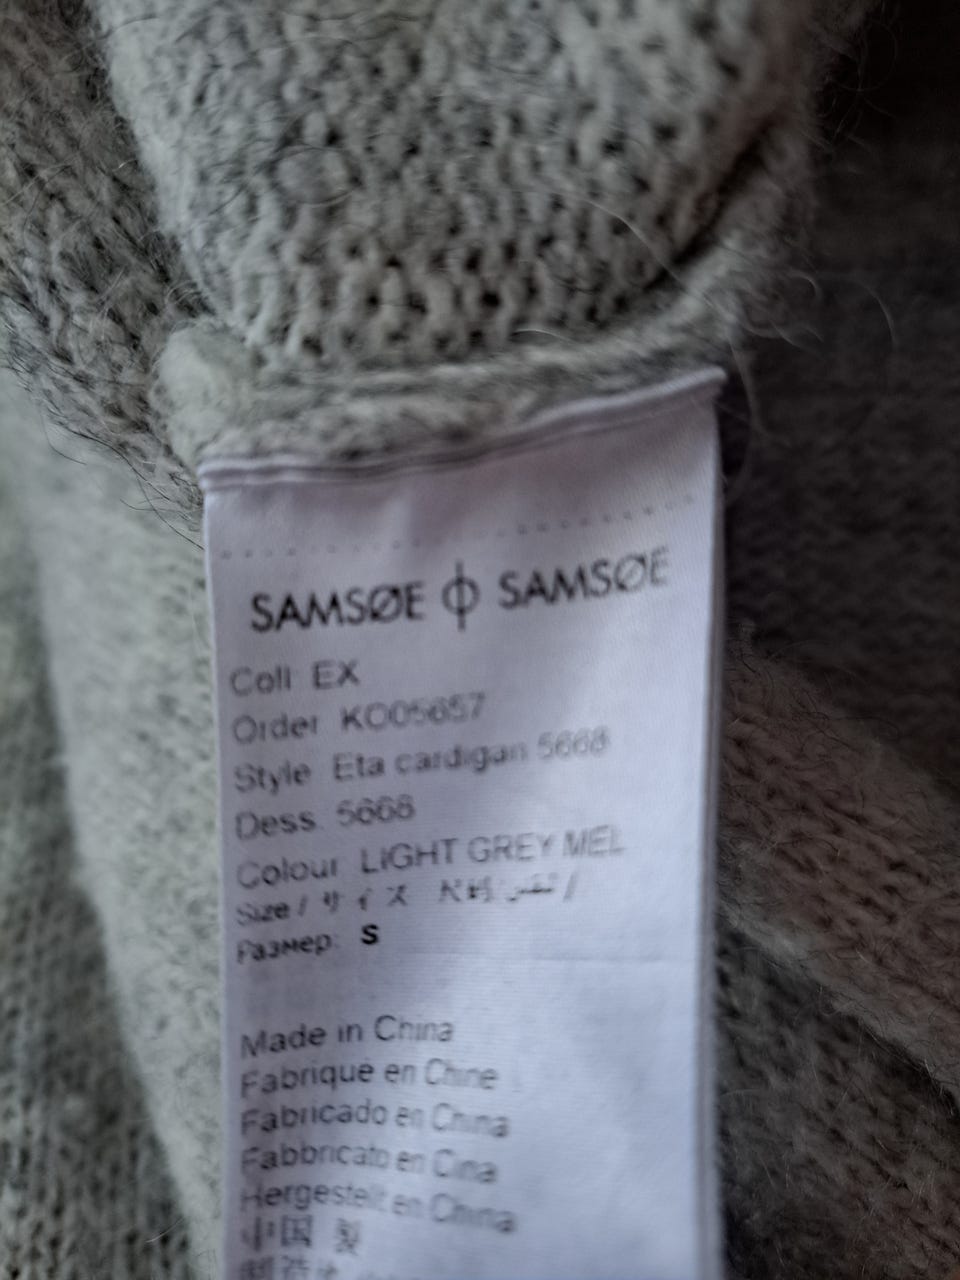 SAMSØE ɸ SAMSØE
Coll EX
Order KO05657
Style Eta cardigan 5668
Dess. 5668
Colour LIGHT GREY MEL
Size / サイズ /
Размер: S
Made in China
Fabriqué en Chine
Fabricado en China
Fabbricato en Cina
Hergestellt en China
中国 製
制造